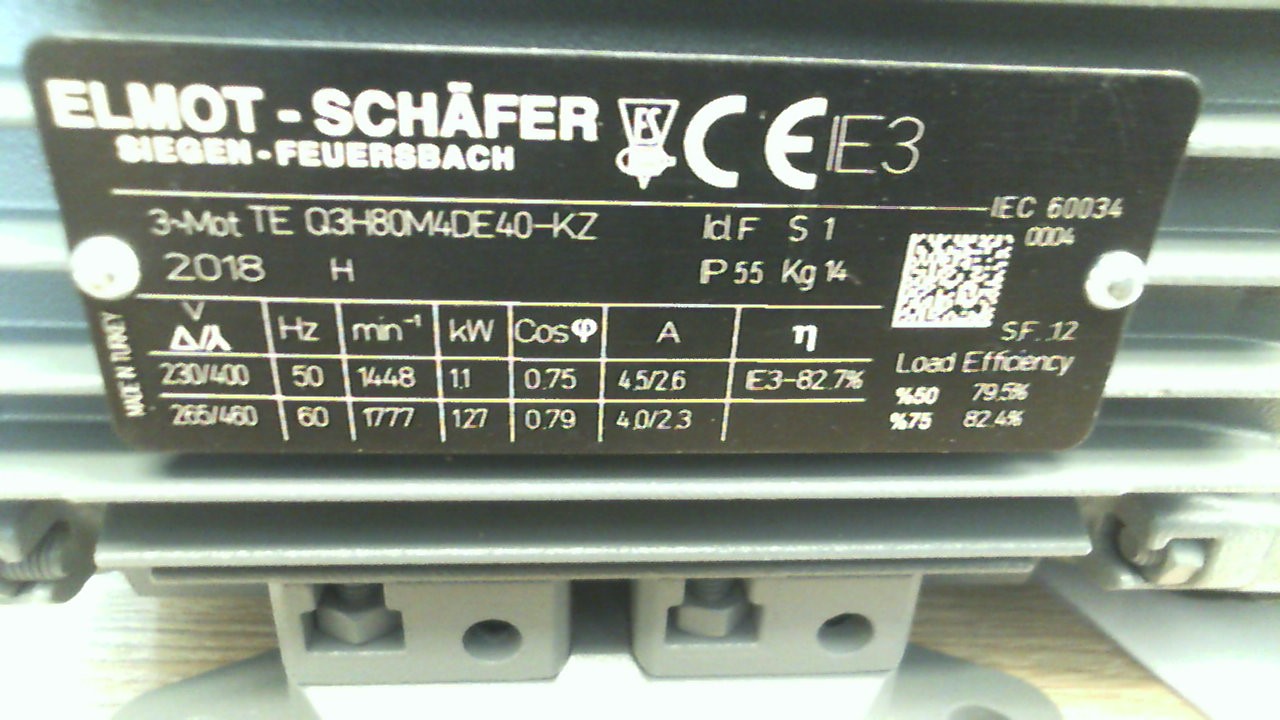 ELMOT - SCHÄFER
SIEGEN - FEUERSBACH
ES CE IE3
IEC 60034
3~Mot TE Q3H80M4DE40-KZ Icl F S 1
0004
2018 H IP 55 Kg 14
MADE IN TURKEY
V Δ/⅄ Hz min⁻¹ kW Cosφ A η
230/400 50 1448 1.1 0.75 4,5/2.6 IE3-82.7%
265/460 60 1777 1.27 0.79 4.0/2.3
SF. 1.2
Load Efficiency
%50 79.5%
%75 82.4%